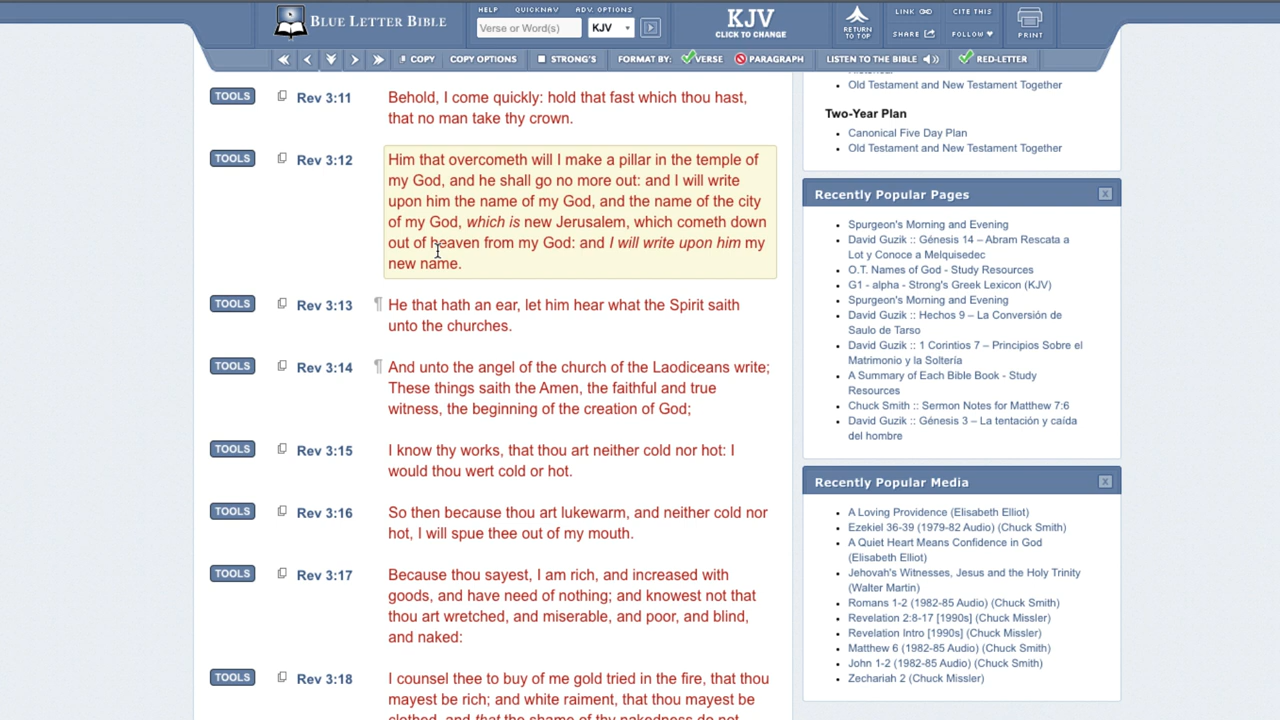 BLUE LETTER BIBLE
HELP QUICKNAV ADV. OPTIONS
Verse or Word(s)
KJV
KJV
CLICK TO CHANGE
RETURN
TO TOP
LINK
CITE THIS
SHARE
FOLLOW
PRINT
COPY
COPY OPTIONS
STRONG'S
FORMAT BY:
VERSE
PARAGRAPH
LISTEN TO THE BIBLE
RED-LETTER
TOOLS
Rev 3:11
Behold, I come quickly: hold that fast which thou hast,
that no man take thy crown.
TOOLS
Rev 3:12
Him that overcometh will I make a pillar in the temple of
my God, and he shall go no more out: and I will write
upon him the name of my God, and the name of the city
of my God, which is new Jerusalem, which cometh down
out of heaven from my God: and I will write upon him my
new name.
TOOLS
Rev 3:13
¶ He that hath an ear, let him hear what the Spirit saith
unto the churches.
TOOLS
Rev 3:14
¶ And unto the angel of the church of the Laodiceans write;
These things saith the Amen, the faithful and true
witness, the beginning of the creation of God;
TOOLS
Rev 3:15
I know thy works, that thou art neither cold nor hot: I
would thou wert cold or hot.
TOOLS
Rev 3:16
So then because thou art lukewarm, and neither cold nor
hot, I will spue thee out of my mouth.
TOOLS
Rev 3:17
Because thou sayest, I am rich, and increased with
goods, and have need of nothing; and knowest not that
thou art wretched, and miserable, and poor, and blind,
and naked:
TOOLS
Rev 3:18
I counsel thee to buy of me gold tried in the fire, that thou
mayest be rich; and white raiment, that thou mayest be
clothed, and that the shame of thy nakedness do not
Old Testament and New Testament Together
Two-Year Plan
Canonical Five Day Plan
Old Testament and New Testament Together
Recently Popular Pages
X
Spurgeon's Morning and Evening
David Guzik :: Génesis 14 – Abram Rescata a
Lot y Conoce a Melquisedec
O.T. Names of God - Study Resources
G1 - alpha - Strong's Greek Lexicon (KJV)
Spurgeon's Morning and Evening
David Guzik :: Hechos 9 – La Conversión de
Saulo de Tarso
David Guzik :: 1 Corintios 7 – Principios Sobre el
Matrimonio y la Soltería
A Summary of Each Bible Book - Study
Resources
Chuck Smith :: Sermon Notes for Matthew 7:6
David Guzik :: Génesis 3 – La tentación y caída
del hombre
Recently Popular Media
X
A Loving Providence (Elisabeth Elliot)
Ezekiel 36-39 (1979-82 Audio) (Chuck Smith)
A Quiet Heart Means Confidence in God
(Elisabeth Elliot)
Jehovah's Witnesses, Jesus and the Holy Trinity
(Walter Martin)
Romans 1-2 (1982-85 Audio) (Chuck Smith)
Revelation 2:8-17 [1990s] (Chuck Missler)
Revelation Intro [1990s] (Chuck Missler)
Matthew 6 (1982-85 Audio) (Chuck Smith)
John 1-2 (1982-85 Audio) (Chuck Smith)
Zechariah 2 (Chuck Missler)